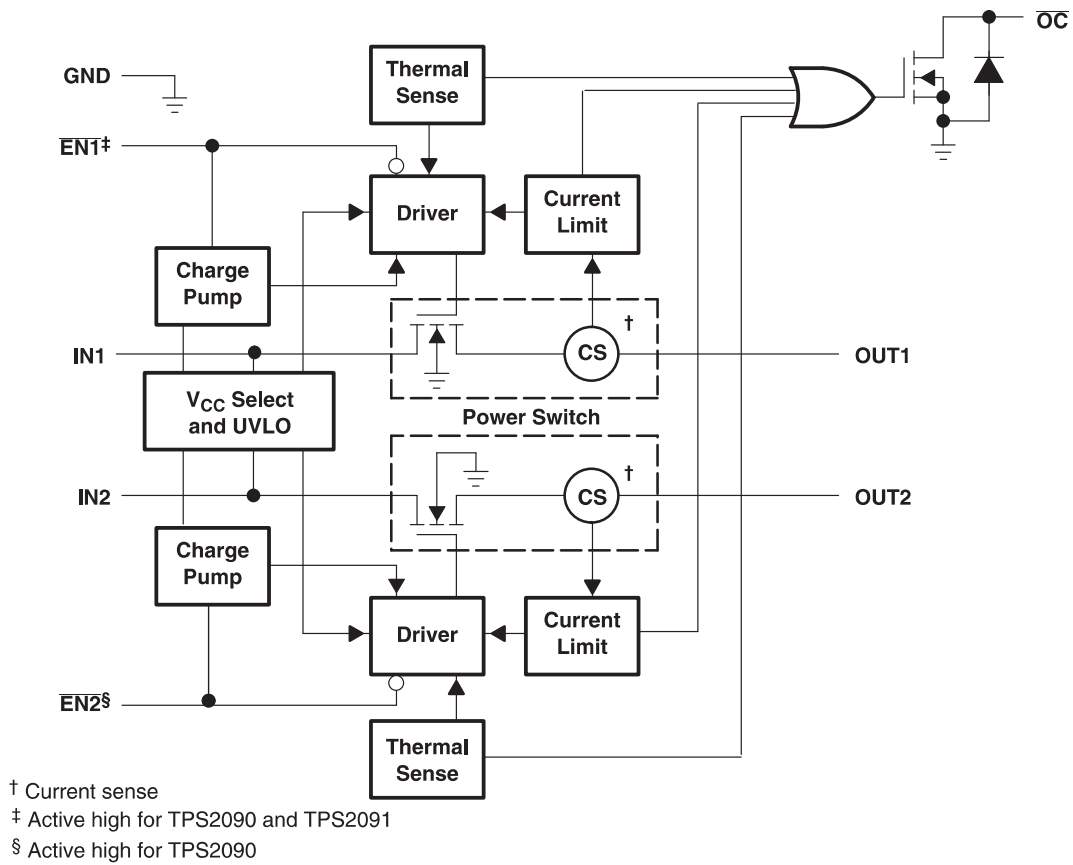 OC
GND
Thermal
Sense
EN1‡
Driver
Current
Limit
Charge
Pump
†
IN1
CS
OUT1
VCC Select
and UVLO
Power Switch
†
IN2
CS
OUT2
Charge
Pump
Driver
Current
Limit
EN2§
Thermal
Sense
† Current sense
‡ Active high for TPS2090 and TPS2091
§ Active high for TPS2090